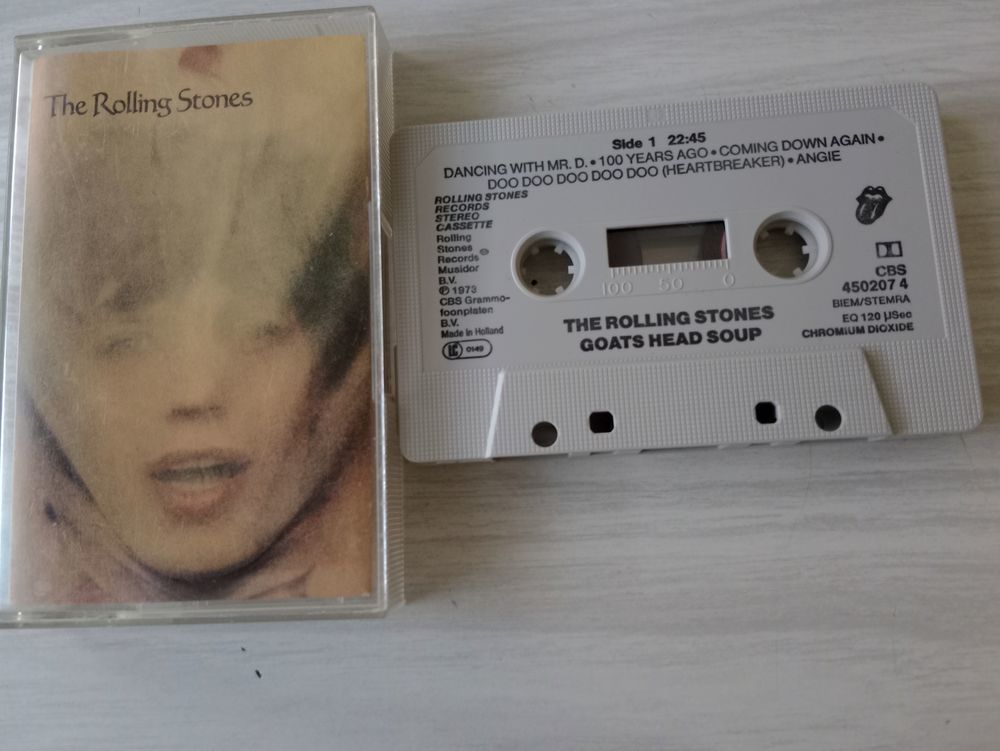 The Rolling Stones
Side 1 22:45
DANCING WITH MR. D. • 100 YEARS AGO • COMING DOWN AGAIN •
DOO DOO DOO DOO DOO (HEARTBREAKER) • ANGIE
ROLLING STONES
RECORDS
STEREO
CASSETTE
Rolling
Stones
Records ®
Musidor
B.V.
℗ 1973
CBS Grammo-
foonplaten
B.V.
Made in Holland
LC 0149
100 50 0
THE ROLLING STONES
GOATS HEAD SOUP
CBS
450207 4
BIEM/STEMRA
EQ 120 µSec
CHROMIUM DIOXIDE